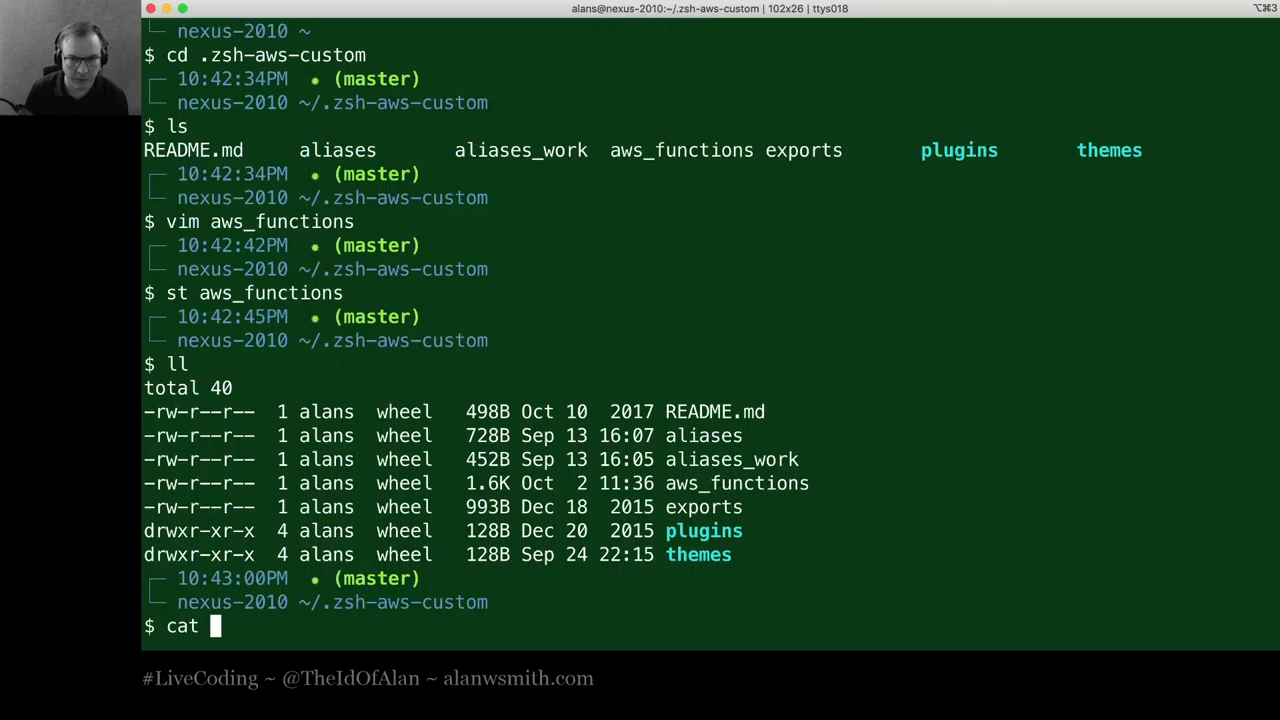 alans@nexus-2010:~/.zsh-aws-custom | 102x26 | ttys018
⌥⌘3
nexus-2010 ~
$ cd .zsh-aws-custom
10:42:34PM (master)
nexus-2010 ~/.zsh-aws-custom
$ ls
README.md aliases aliases_work aws_functions exports plugins themes
10:42:34PM (master)
nexus-2010 ~/.zsh-aws-custom
$ vim aws_functions
10:42:42PM (master)
nexus-2010 ~/.zsh-aws-custom
$ st aws_functions
10:42:45PM (master)
nexus-2010 ~/.zsh-aws-custom
$ ll
total 40
-rw-r--r-- 1 alans wheel 498B Oct 10 2017 README.md
-rw-r--r-- 1 alans wheel 728B Sep 13 16:07 aliases
-rw-r--r-- 1 alans wheel 452B Sep 13 16:05 aliases_work
-rw-r--r-- 1 alans wheel 1.6K Oct 2 11:36 aws_functions
-rw-r--r-- 1 alans wheel 993B Dec 18 2015 exports
drwxr-xr-x 4 alans wheel 128B Dec 20 2015 plugins
drwxr-xr-x 4 alans wheel 128B Sep 24 22:15 themes
10:43:00PM (master)
nexus-2010 ~/.zsh-aws-custom
$ cat
#LiveCoding ~ @TheIdOfAlan ~ alanwsmith.com